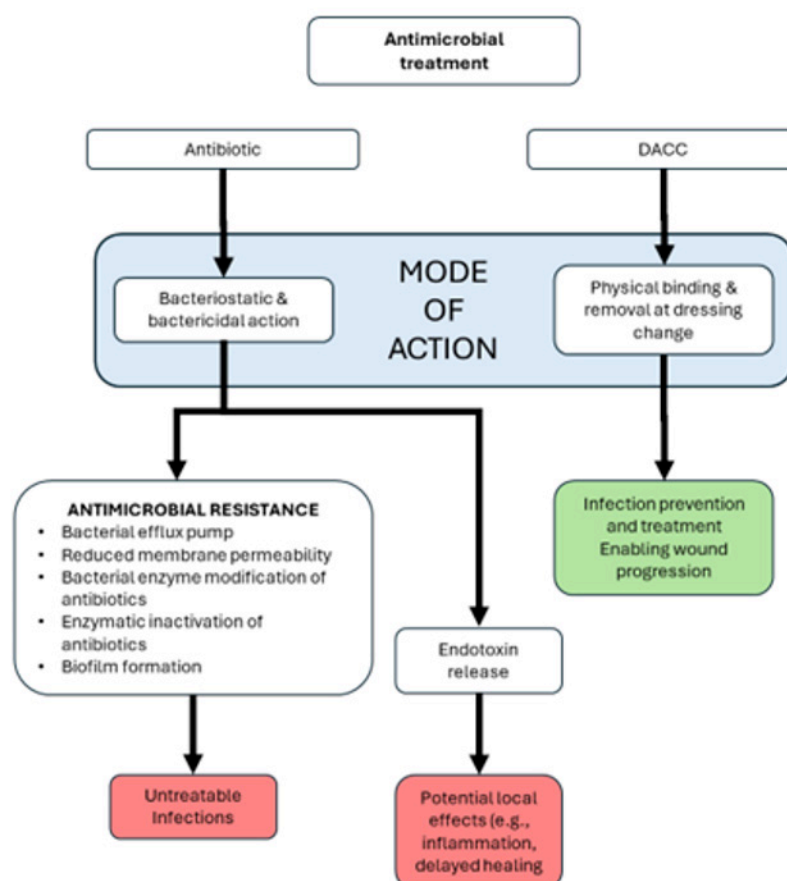 Antimicrobial
treatment
Antibiotic
DACC
MODE
OF
ACTION
Bacteriostatic &
bactericidal action
Physical binding &
removal at dressing
change
ANTIMICROBIAL RESISTANCE
• Bacterial efflux pump
• Reduced membrane permeability
• Bacterial enzyme modification of
antibiotics
• Enzymatic inactivation of
antibiotics
• Biofilm formation
Infection prevention
and treatment
Enabling wound
progression
Endotoxin
release
Untreatable
Infections
Potential local
effects (e.g.,
inflammation,
delayed healing